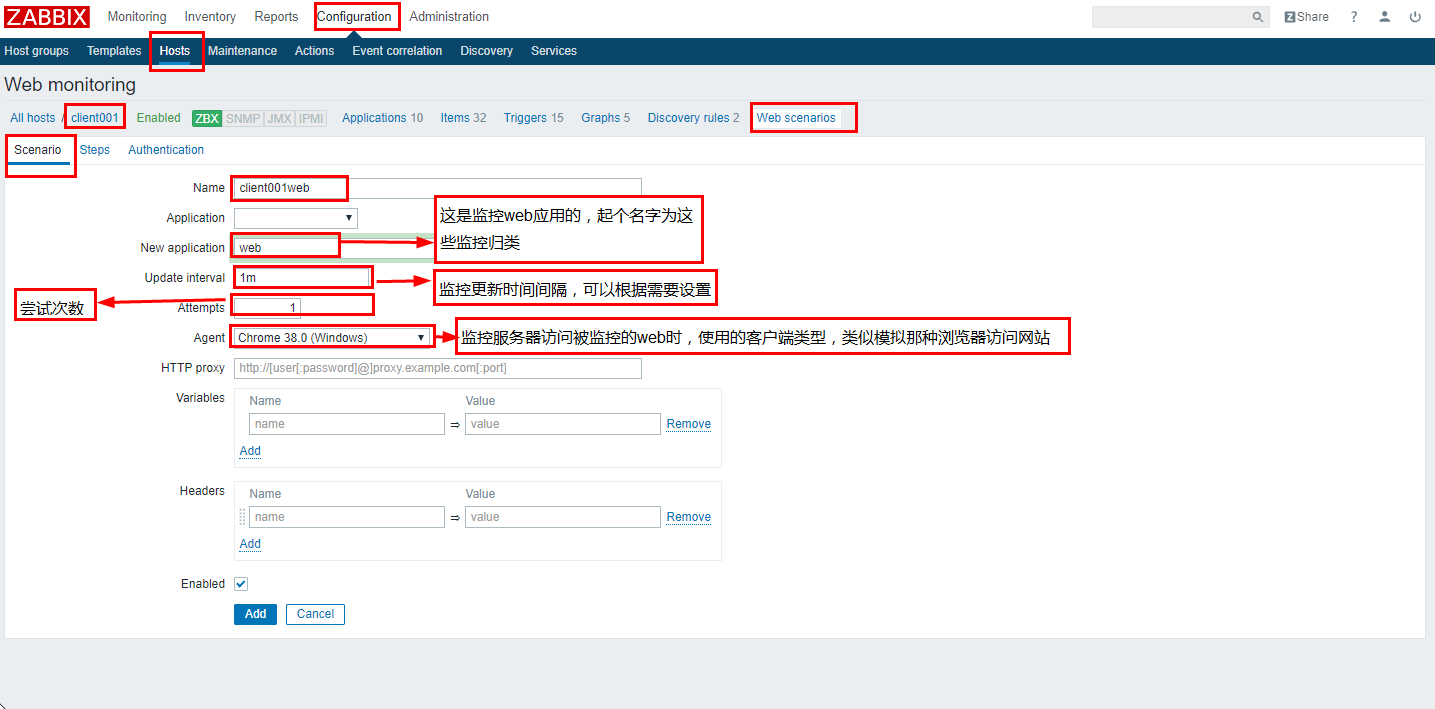 ZABBIX Monitoring Inventory Reports Configuration Administration Share ?
Host groups Templates Hosts Maintenance Actions Event correlation Discovery Services
Web monitoring
All hosts / client001 Enabled ZBX SNMP JMX IPMI Applications 10 Items 32 Triggers 15 Graphs 5 Discovery rules 2 Web scenarios
Scenario Steps Authentication
Name client001web
Application
这是监控web应用的，起个名字为这
些监控归类
New application web
Update interval 1m
监控更新时间间隔，可以根据需要设置
尝试次数
Attempts 1
Agent Chrome 38.0 (Windows)
监控服务器访问被监控的web时，使用的客户端类型，类似模拟那种浏览器访问网站
HTTP proxy http://[user[:password]@]proxy.example.com[:port]
Variables Name Value
name ⇒ value Remove
Add
Headers Name Value
name ⇒ value Remove
Add
Enabled
Add Cancel